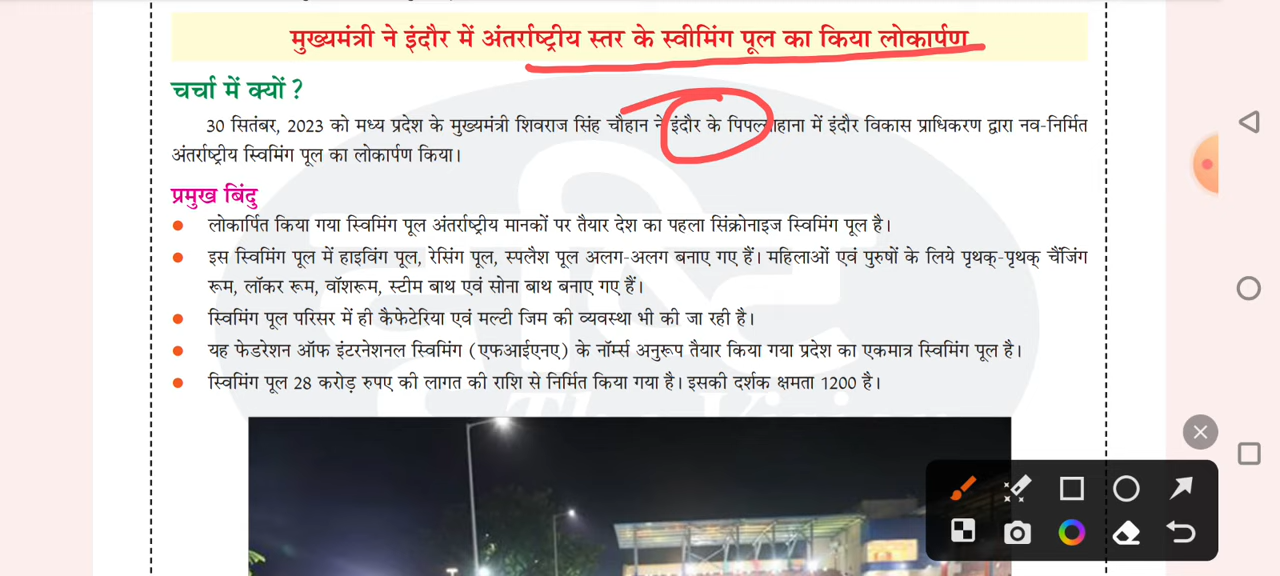 मुख्यमंत्री ने इंदौर में अंतर्राष्ट्रीय स्तर के स्वीमिंग पूल का किया लोकार्पण
चर्चा में क्यों ?
30 सितंबर, 2023 को मध्य प्रदेश के मुख्यमंत्री शिवराज सिंह चौहान ने इंदौर के पिपल्याहाना में इंदौर विकास प्राधिकरण द्वारा नव-निर्मित
अंतर्राष्ट्रीय स्विमिंग पूल का लोकार्पण किया।
प्रमुख बिंदु
● लोकार्पित किया गया स्विमिंग पूल अंतर्राष्ट्रीय मानकों पर तैयार देश का पहला सिंक्रोनाइज स्विमिंग पूल है।
● इस स्विमिंग पूल में हाइविंग पूल, रेसिंग पूल, स्पलैश पूल अलग-अलग बनाए गए हैं। महिलाओं एवं पुरुषों के लिये पृथक्-पृथक् चैंजिंग
रूम, लॉकर रूम, वॉशरूम, स्टीम बाथ एवं सोना बाथ बनाए गए हैं।
● स्विमिंग पूल परिसर में ही कैफेटेरिया एवं मल्टी जिम की व्यवस्था भी की जा रही है।
● यह फेडरेशन ऑफ इंटरनेशनल स्विमिंग (एफआईएनए) के नॉर्म्स अनुरूप तैयार किया गया प्रदेश का एकमात्र स्विमिंग पूल है।
● स्विमिंग पूल 28 करोड़ रुपए की लागत की राशि से निर्मित किया गया है। इसकी दर्शक क्षमता 1200 है।
दृष्टि
The Vision